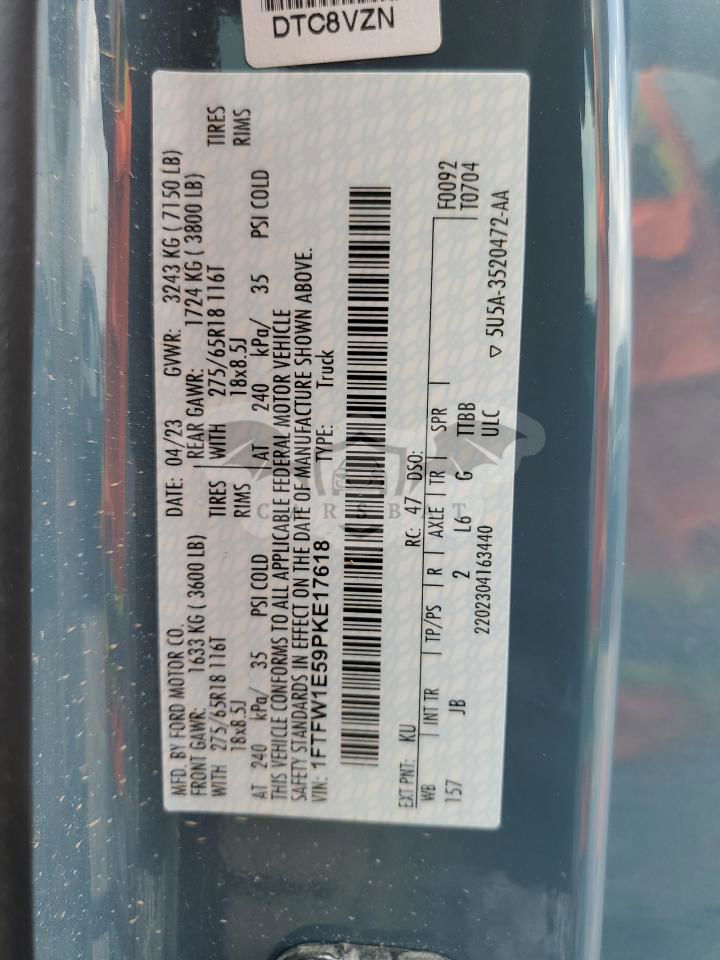 DTC8VZN
MFD. BY FORD MOTOR CO.
DATE: 04/23
GVWR: 3243 KG ( 7150 LB)
FRONT GAWR: 1633 KG ( 3600 LB)
REAR GAWR: 1724 KG ( 3800 LB)
WITH 275/65R18 116T TIRES
WITH 275/65R18 116T TIRES
18x8.5J RIMS
18x8.5J RIMS
AT 240 kPa/ 35 PSI COLD
AT 240 kPa/ 35 PSI COLD
THIS VEHICLE CONFORMS TO ALL APPLICABLE FEDERAL MOTOR VEHICLE
SAFETY STANDARDS IN EFFECT ON THE DATE OF MANUFACTURE SHOWN ABOVE.
VIN: 1FTFW1E59PKE17618
TYPE: Truck
CARSBAT
EXT PNT: KU RC: 47 DSO: F0092
WB INT TR TP/PS R AXLE TR SPR T0704
157 JB 2 L6 G TTBB
2202304163440 ULC ▽ 5U5A-3520472-AA